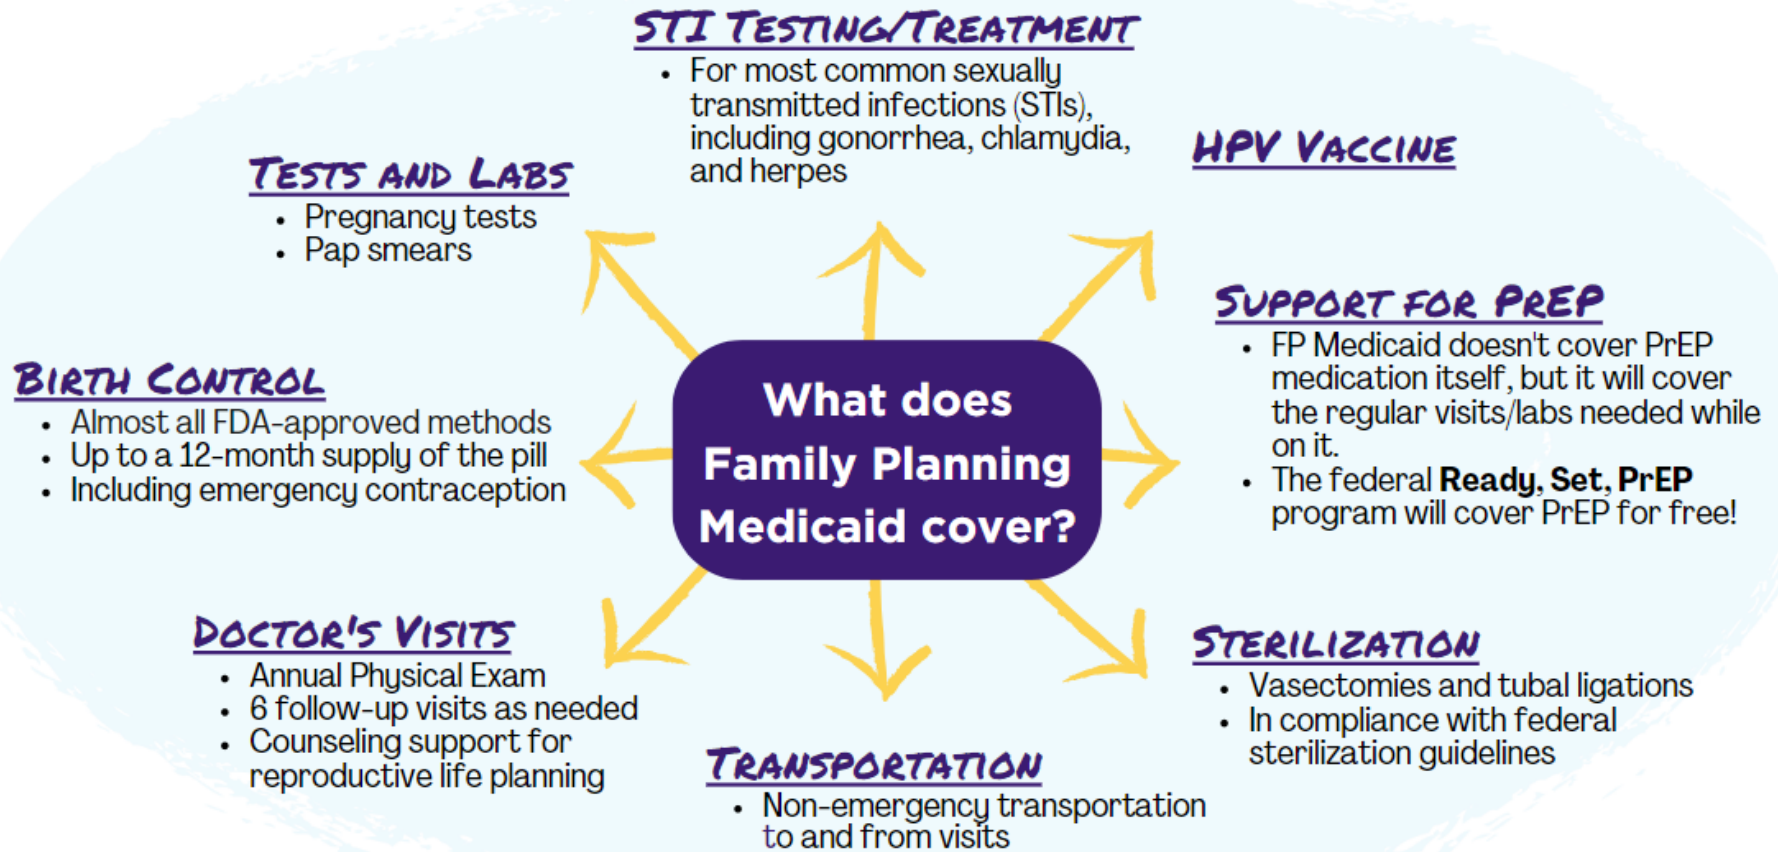 STI TESTING/TREATMENT
• For most common sexually
transmitted infections (STIs),
including gonorrhea, chlamydia,
and herpes
HPV VACCINE
TESTS AND LABS
• Pregnancy tests
• Pap smears
SUPPORT FOR PREP
• FP Medicaid doesn't cover PrEP
medication itself, but it will cover
the regular visits/labs needed while
on it.
• The federal Ready, Set, PrEP
program will cover PrEP for free!
BIRTH CONTROL
• Almost all FDA-approved methods
• Up to a 12-month supply of the pill
• Including emergency contraception
What does
Family Planning
Medicaid cover?
DOCTOR'S VISITS
• Annual Physical Exam
• 6 follow-up visits as needed
• Counseling support for
reproductive life planning
STERILIZATION
• Vasectomies and tubal ligations
• In compliance with federal
sterilization guidelines
TRANSPORTATION
• Non-emergency transportation
to and from visits